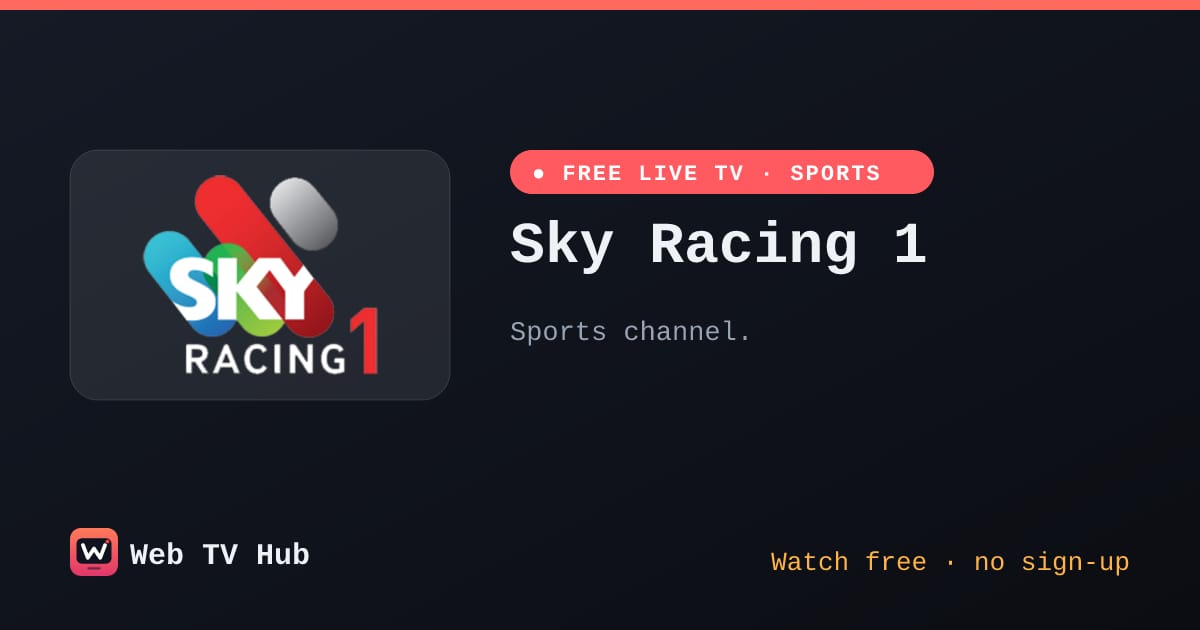 SKY
RACING 1
● FREE LIVE TV · SPORTS
Sky Racing 1
Sports channel.
W
Web TV Hub
Watch free · no sign-up